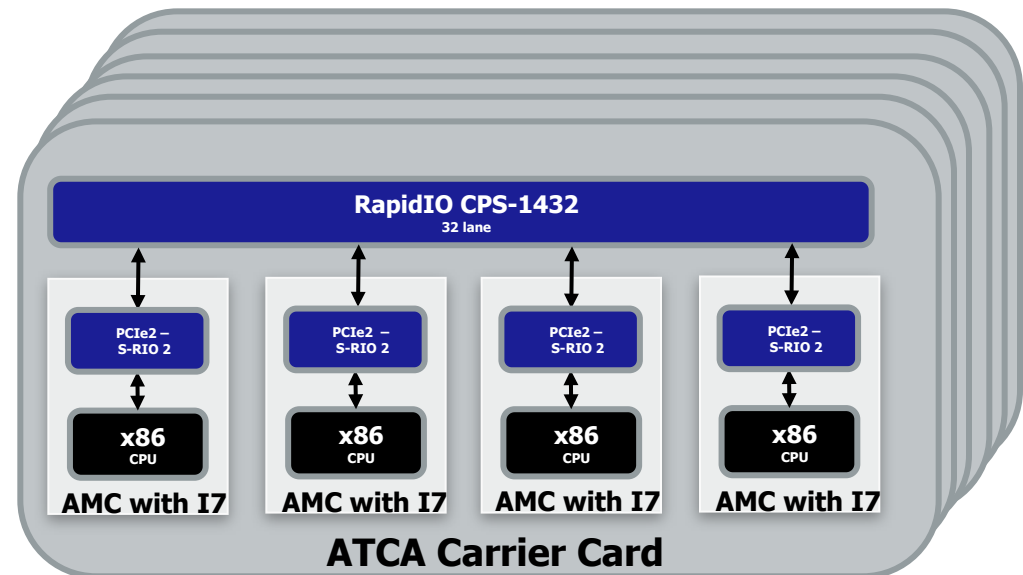 RapidIO CPS-1432
32 lane
PCIe2 –
S-RIO 2
x86
CPU
AMC with I7
PCIe2 –
S-RIO 2
x86
CPU
AMC with I7
PCIe2 –
S-RIO 2
x86
CPU
AMC with I7
PCIe2 –
S-RIO 2
x86
CPU
AMC with I7
ATCA Carrier Card